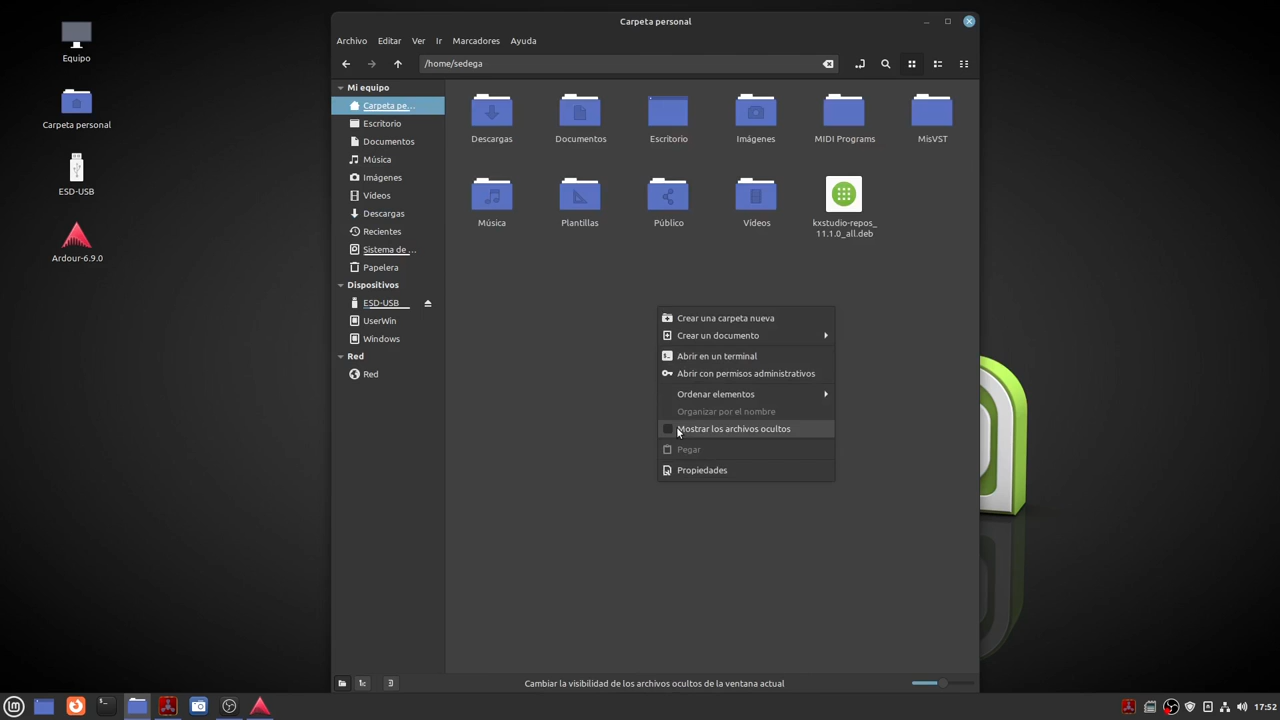 Carpeta personal
Archivo Editar Ver Ir Marcadores Ayuda
/home/sedega
Equipo
Carpeta personal
ESD-USB
Ardour-6.9.0
Mi equipo
Carpeta pe...
Escritorio
Documentos
Música
Imágenes
Vídeos
Descargas
Recientes
Sistema de ...
Papelera
Dispositivos
ESD-USB
UserWin
Windows
Red
Red
Descargas Documentos Escritorio Imágenes MIDI Programs MisVST
Música Plantillas Público Vídeos kxstudio-repos_
11.1.0_all.deb
Crear una carpeta nueva
Crear un documento
Abrir en un terminal
Abrir con permisos administrativos
Ordenar elementos
Organizar por el nombre
Mostrar los archivos ocultos
Pegar
Propiedades
Cambiar la visibilidad de los archivos ocultos de la ventana actual
17:52